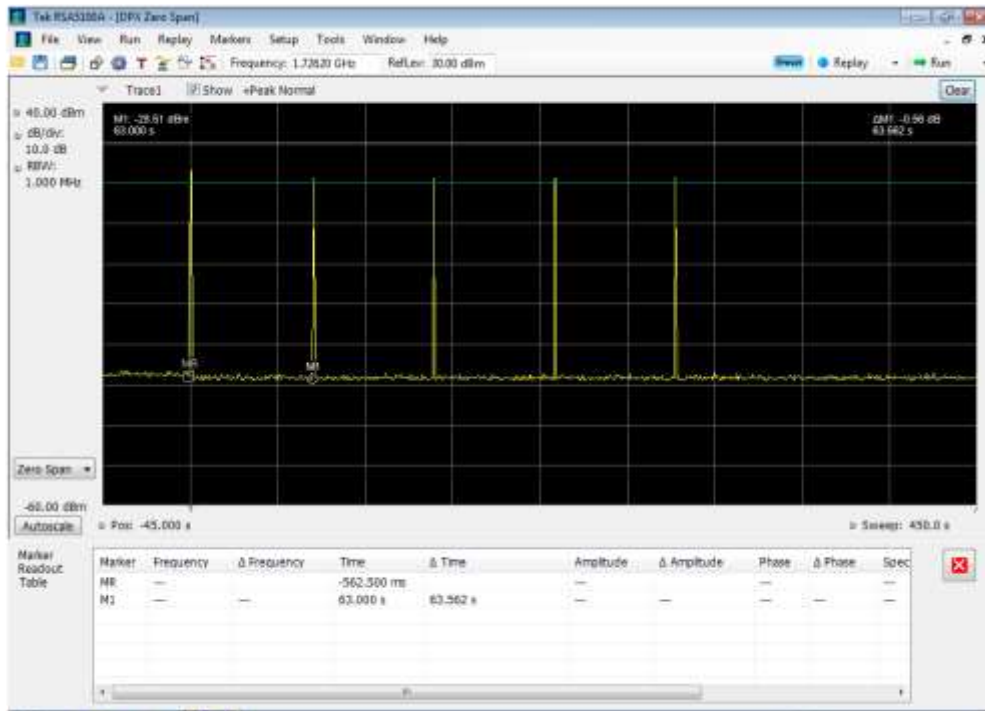 Tek RSA5100A - [DPX Zero Span]
File View Run Replay Markers Setup Tools Window Help
Frequency: 1.72620 GHz RefLev: 30.00 dBm Preset Replay Run
Trace1 Show +Peak Normal Clear
40.00 dBm
dB/div:
10.0 dB
RBW:
1.000 MHz
M1: -28.61 dBm
63.000 s
ΔM1: -0.56 dB
63.562 s
MR
M1
Zero Span
-60.00 dBm
Autoscale Pos: -45.000 s Sweep: 450.0 s
Marker
Readout
Table
Marker Frequency Δ Frequency Time Δ Time Amplitude Δ Amplitude Phase Δ Phase Spec
MR --- -562.500 ms --- --- ---
M1 --- --- 63.000 s 63.562 s --- --- --- --- ---